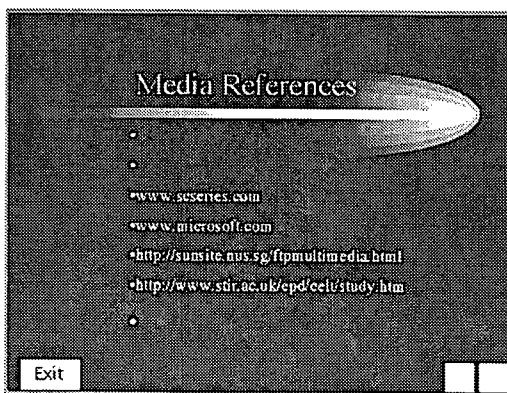 Media References
•
•
•www.scseries.com
•www.microsoft.com
•http://sunsite.nus.sg/ftpmultimedia.html
•http://www.stir.ac.uk/epd/celt/study.htm
•
Exit